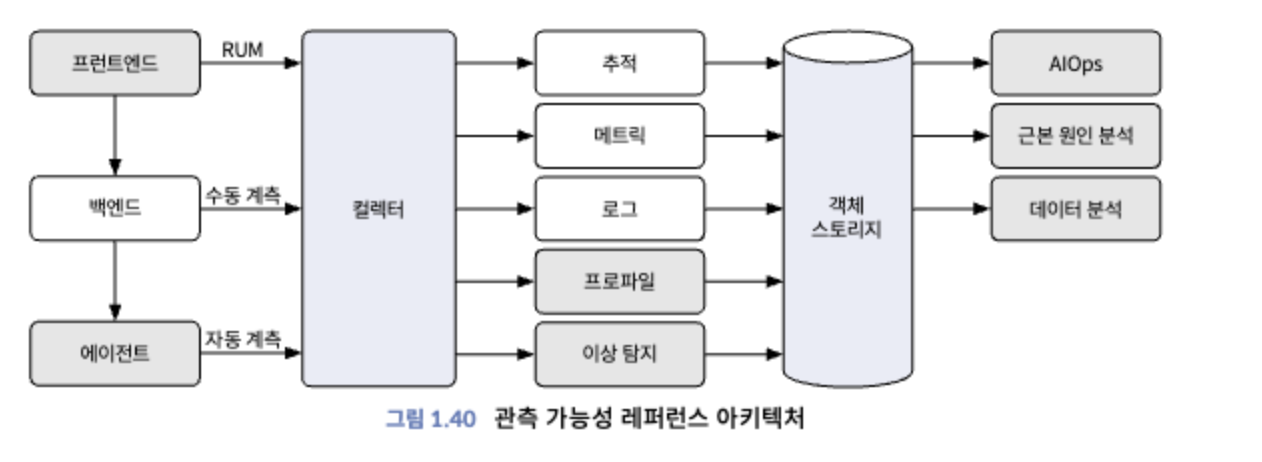 프런트엔드
RUM
백엔드
수동 계측
에이전트
자동 계측
컬렉터
추적
메트릭
로그
프로파일
이상 탐지
객체
스토리지
AIOps
근본 원인 분석
데이터 분석
그림 1.40 관측 가능성 레퍼런스 아키텍처